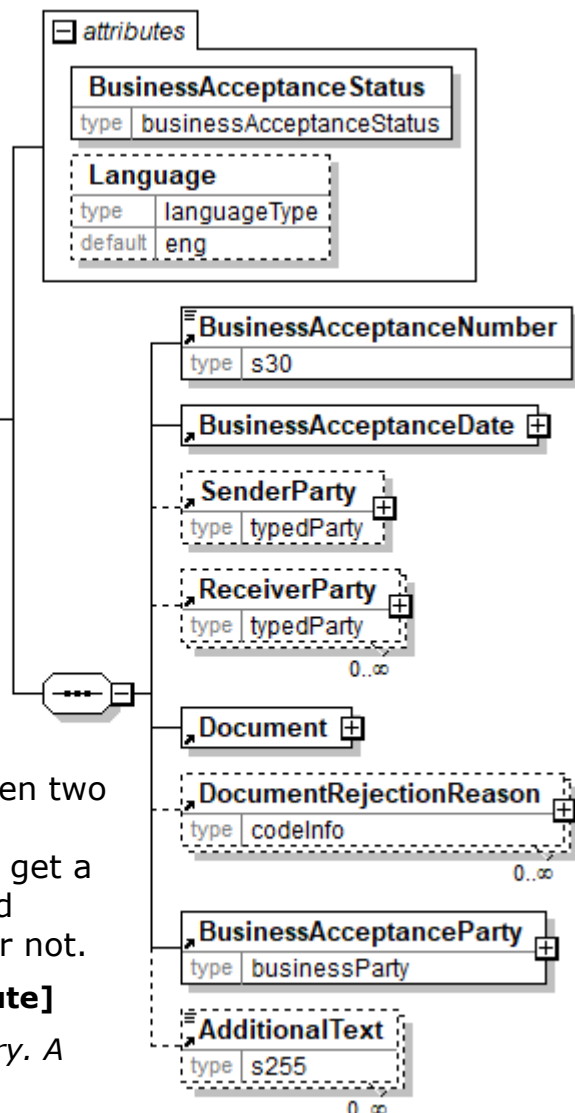 attributes
BusinessAcceptanceStatus
type businessAcceptanceStatus
Language
type languageType
default eng
BusinessAcceptanceNumber
type s30
BusinessAcceptanceDate
SenderParty
type typedParty
ReceiverParty
type typedParty
0..∞
Document
en two
DocumentRejectionReason
type codeInfo
0..∞
get a
d
r not.
BusinessAcceptanceParty
type businessParty
ute]
AdditionalText
ry. A
type s255
0..∞